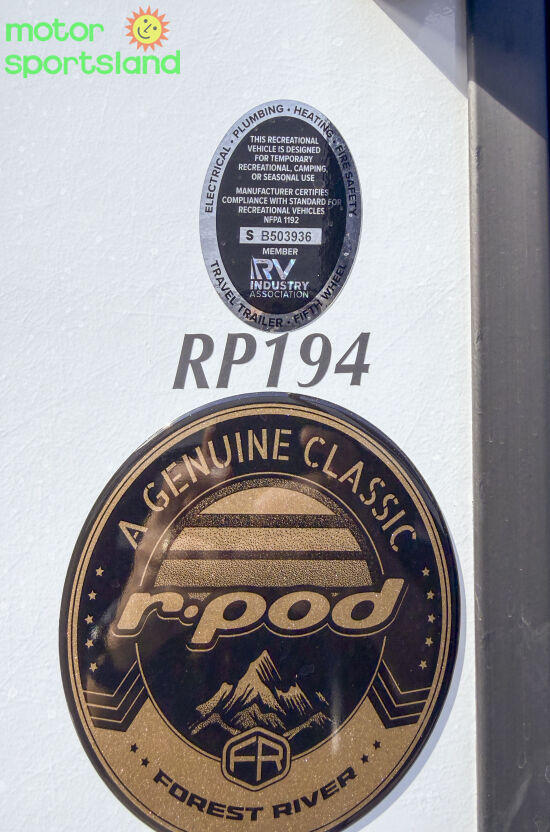 motor
sportsland
ELECTRICAL • PLUMBING • HEATING • FIRE SAFETY
THIS RECREATIONAL
VEHICLE IS DESIGNED
FOR TEMPORARY
RECREATIONAL, CAMPING,
OR SEASONAL USE
MANUFACTURER CERTIFIES
COMPLIANCE WITH STANDARD FOR
RECREATIONAL VEHICLES
NFPA 1192
S B503936
MEMBER
RV
INDUSTRY
ASSOCIATION
TRAVEL TRAILER • FIFTH WHEEL
RP194
A GENUINE CLASSIC
r•pod
FR
FOREST RIVER